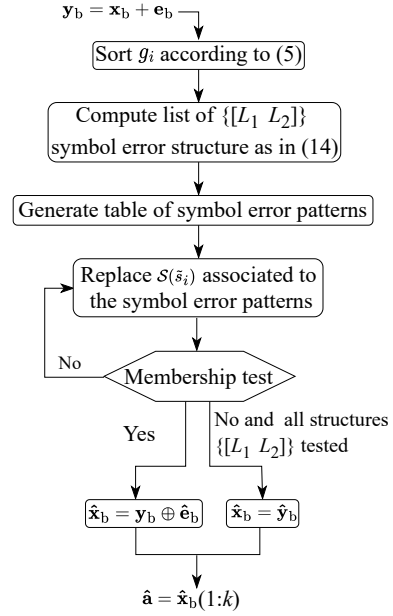 𝐲_b = 𝐱_b + 𝐞_b
Sort g_i according to (5)
Compute list of {[L_1 L_2]}
symbol error structure as in (14)
Generate table of symbol error patterns
Replace 𝒮(s̃_i) associated to
the symbol error patterns
No
Membership test
Yes
No and all structures
{[L_1 L_2]} tested
𝐱̂_b = 𝐲_b ⊕ 𝐞̂_b
𝐱̂_b = 𝐲̂_b
𝐚̂ = 𝐱̂_b(1:k)